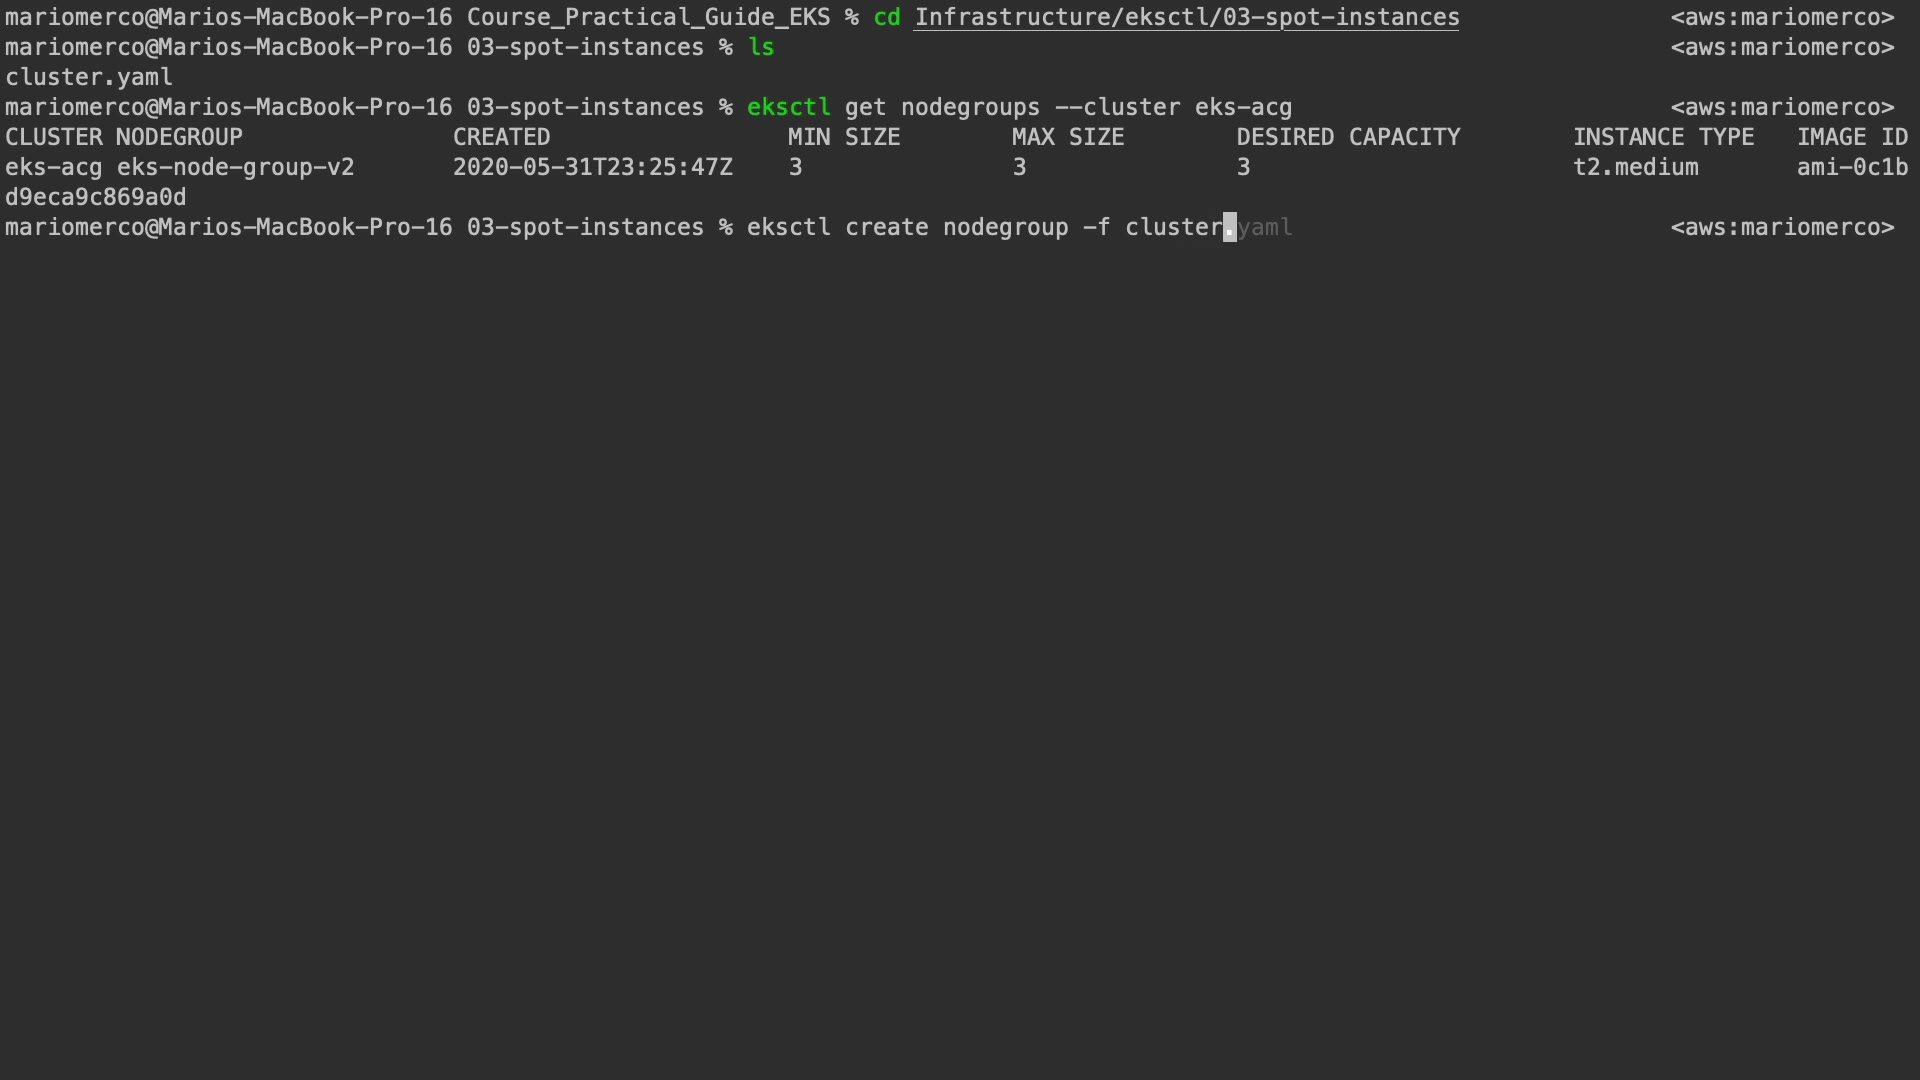 mariomerco@Marios-MacBook-Pro-16 Course_Practical_Guide_EKS % cd Infrastructure/eksctl/03-spot-instances <aws:mariomerco>
mariomerco@Marios-MacBook-Pro-16 03-spot-instances % ls <aws:mariomerco>
cluster.yaml
mariomerco@Marios-MacBook-Pro-16 03-spot-instances % eksctl get nodegroups --cluster eks-acg <aws:mariomerco>
CLUSTER NODEGROUP CREATED MIN SIZE MAX SIZE DESIRED CAPACITY INSTANCE TYPE IMAGE ID
eks-acg eks-node-group-v2 2020-05-31T23:25:47Z 3 3 3 t2.medium ami-0c1b
d9eca9c869a0d
mariomerco@Marios-MacBook-Pro-16 03-spot-instances % eksctl create nodegroup -f cluster.yaml <aws:mariomerco>